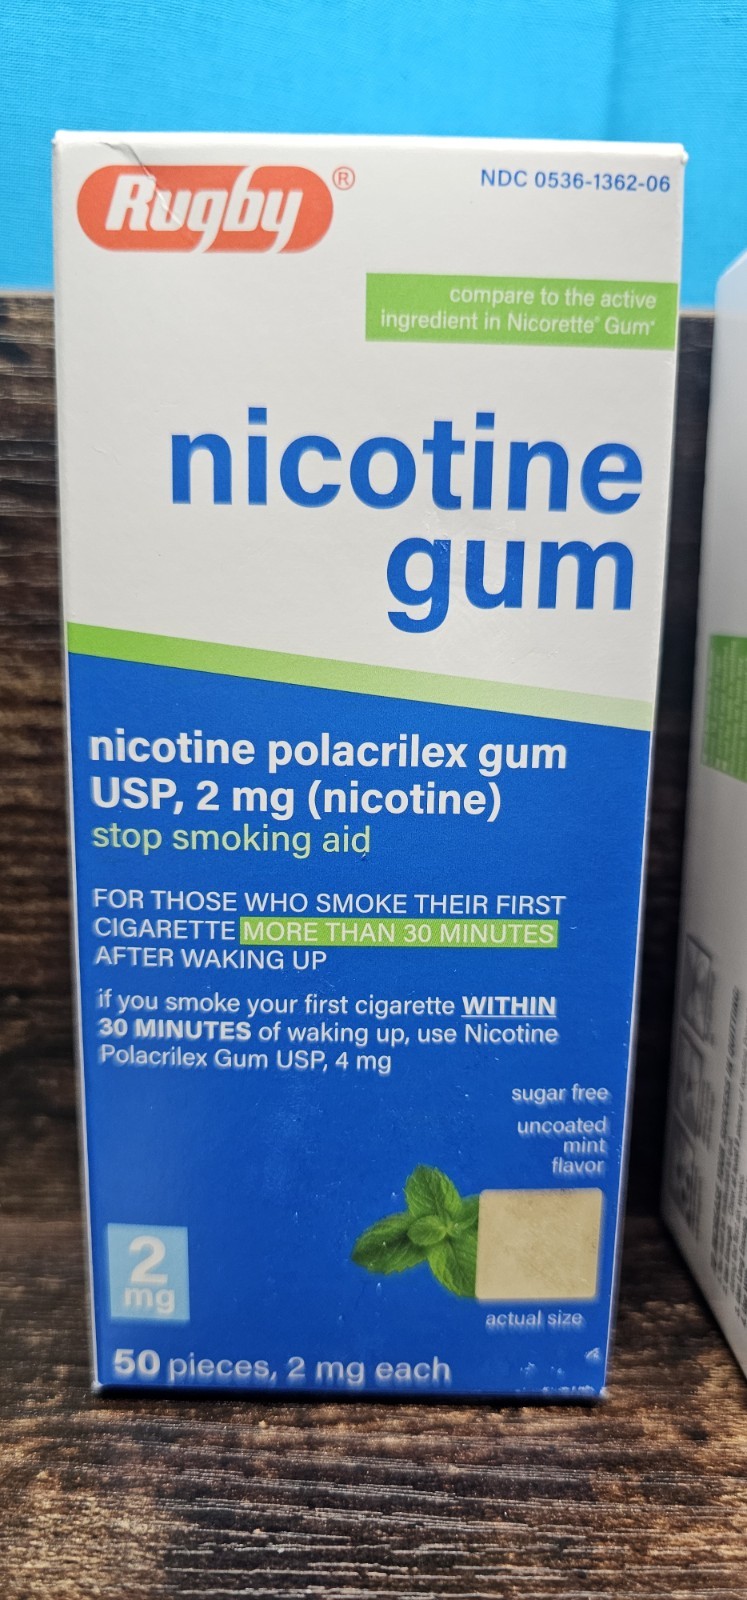 Rugby®
NDC 0536-1362-06
compare to the active
ingredient in Nicorette® Gum*
nicotine
gum
nicotine polacrilex gum
USP, 2 mg (nicotine)
stop smoking aid
FOR THOSE WHO SMOKE THEIR FIRST
CIGARETTE MORE THAN 30 MINUTES
AFTER WAKING UP
if you smoke your first cigarette WITHIN
30 MINUTES of waking up, use Nicotine
Polacrilex Gum USP, 4 mg
sugar free
uncoated
mint
flavor
2
mg
actual size
50 pieces, 2 mg each